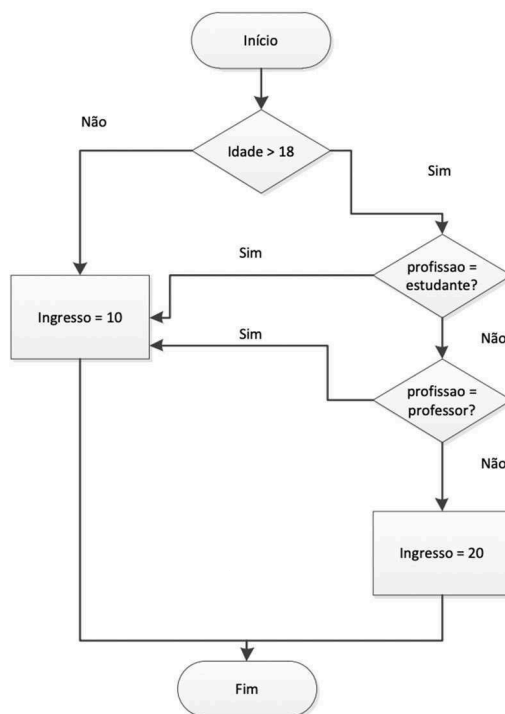 Início
Não
Idade > 18
Sim
Sim
profissao =
estudante?
Ingresso = 10
Sim
Não
profissao =
professor?
Não
Ingresso = 20
Fim